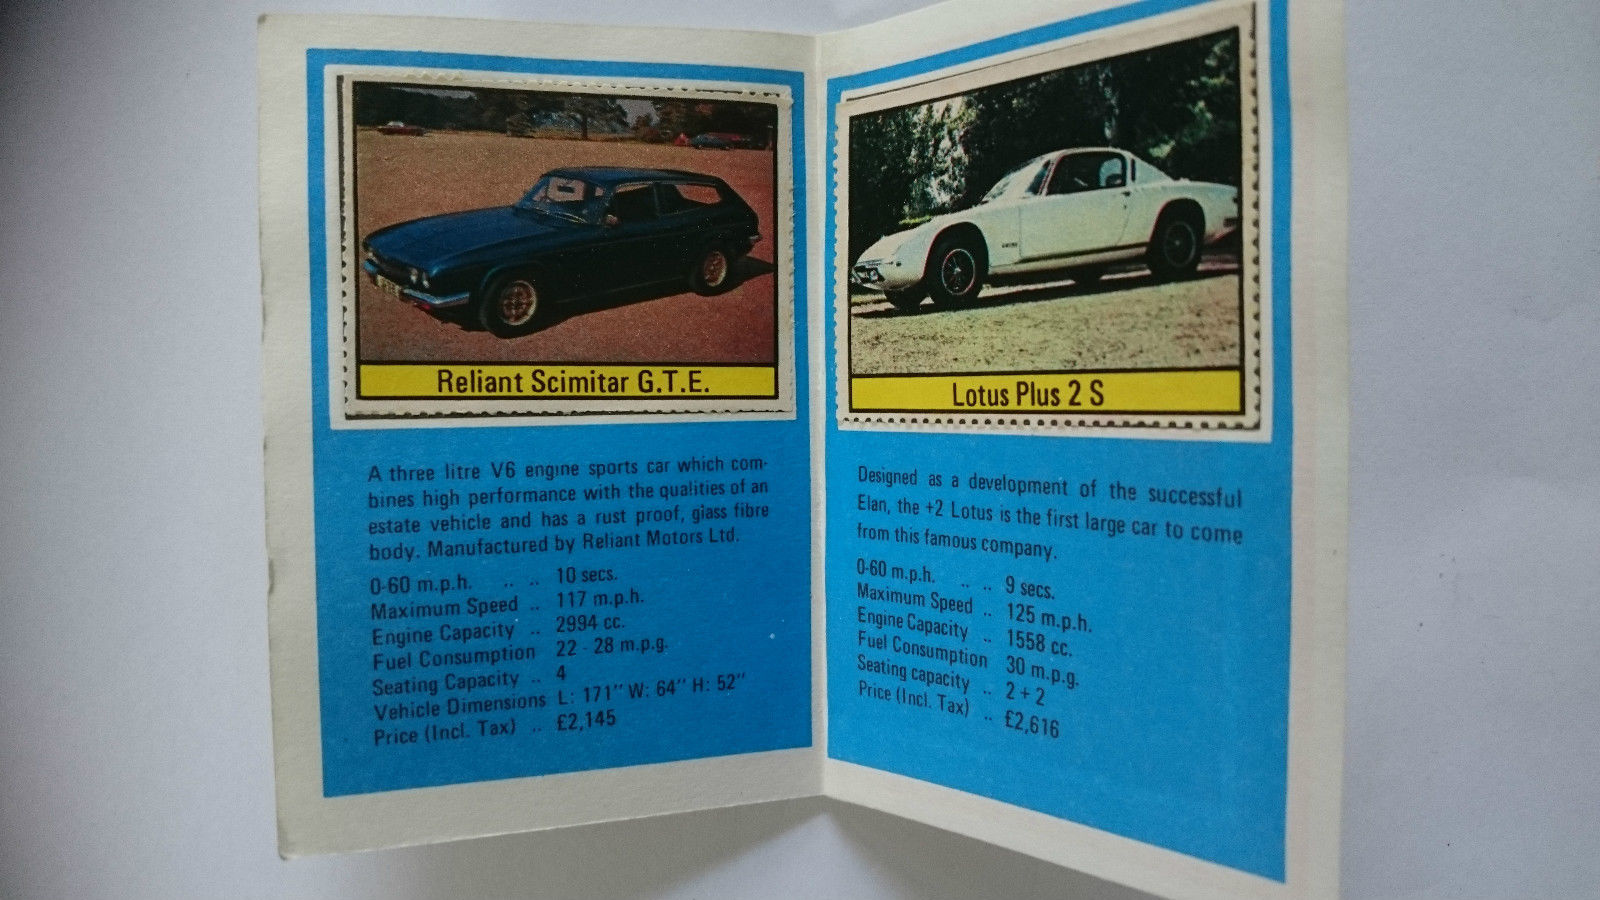 Reliant Scimitar G.T.E.
A three litre V6 engine sports car which com-
bines high performance with the qualities of an
estate vehicle and has a rust proof, glass fibre
body. Manufactured by Reliant Motors Ltd.
0-60 m.p.h. .. .. 10 secs.
Maximum Speed .. 117 m.p.h.
Engine Capacity .. 2994 cc.
Fuel Consumption 22 - 28 m.p.g.
Seating Capacity .. 4
Vehicle Dimensions L: 171" W: 64" H: 52"
Price (Incl. Tax) .. £2,145
Lotus Plus 2 S
Designed as a development of the successful
Elan, the +2 Lotus is the first large car to come
from this famous company.
0-60 m.p.h. .. .. 9 secs.
Maximum Speed .. 125 m.p.h.
Engine Capacity .. 1558 cc.
Fuel Consumption 30 m.p.g.
Seating capacity .. 2 + 2
Price (Incl. Tax) .. £2,616